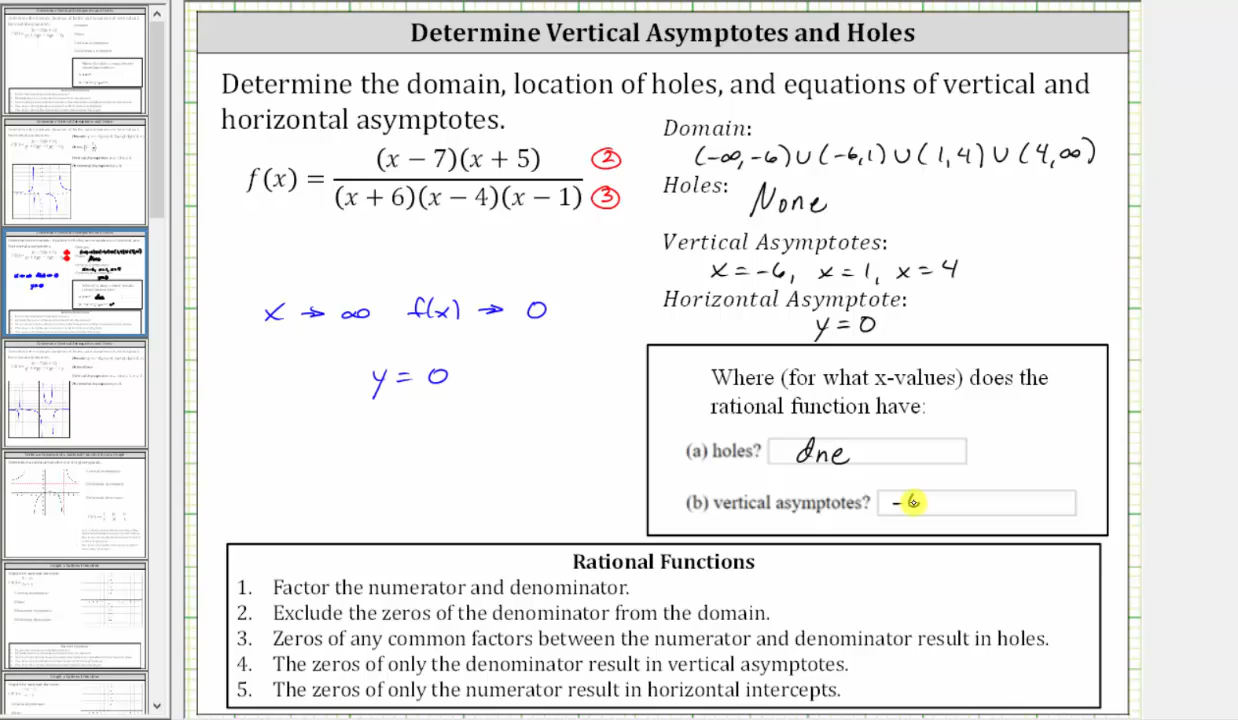 Determine Vertical Asymptotes and Holes
Determine the domain, location of holes, and equations of vertical and
horizontal asymptotes.
f(x) = (x − 7)(x + 5) / (x + 6)(x − 4)(x − 1)
2
3
x → ∞ f(x) → 0
y = 0
Domain:
(-∞, -6) ∪ (-6, 1) ∪ (1, 4) ∪ (4, ∞)
Holes:
None
Vertical Asymptotes:
x = -6, x = 1, x = 4
Horizontal Asymptote:
y = 0
Where (for what x-values) does the
rational function have:
(a) holes? dne
(b) vertical asymptotes? -6
Rational Functions
1. Factor the numerator and denominator.
2. Exclude the zeros of the denominator from the domain.
3. Zeros of any common factors between the numerator and denominator result in holes.
4. The zeros of only the denominator result in vertical asymptotes.
5. The zeros of only the numerator result in horizontal intercepts.